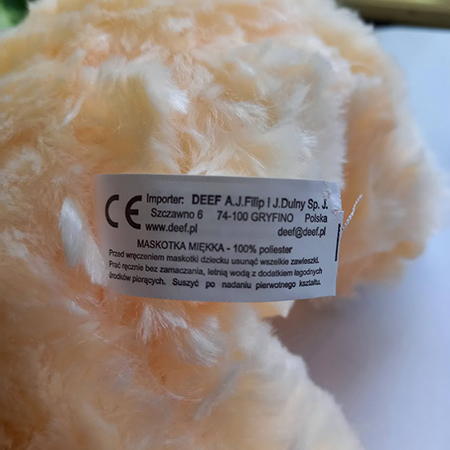 CE Importer: DEEF A.J.Filip I J.Dulny Sp. J.
Szczawno 6 74-100 GRYFINO Polska
www.deef.pl deef@deef.pl
MASKOTKA MIĘKKA - 100% poliester
Przed wręczeniem maskotki dziecku usunąć wszelkie zawieszki.
Prać ręcznie bez zamaczania, letnią wodą z dodatkiem łagodnych
środków piorących. Suszyć po nadaniu pierwotnego kształtu.